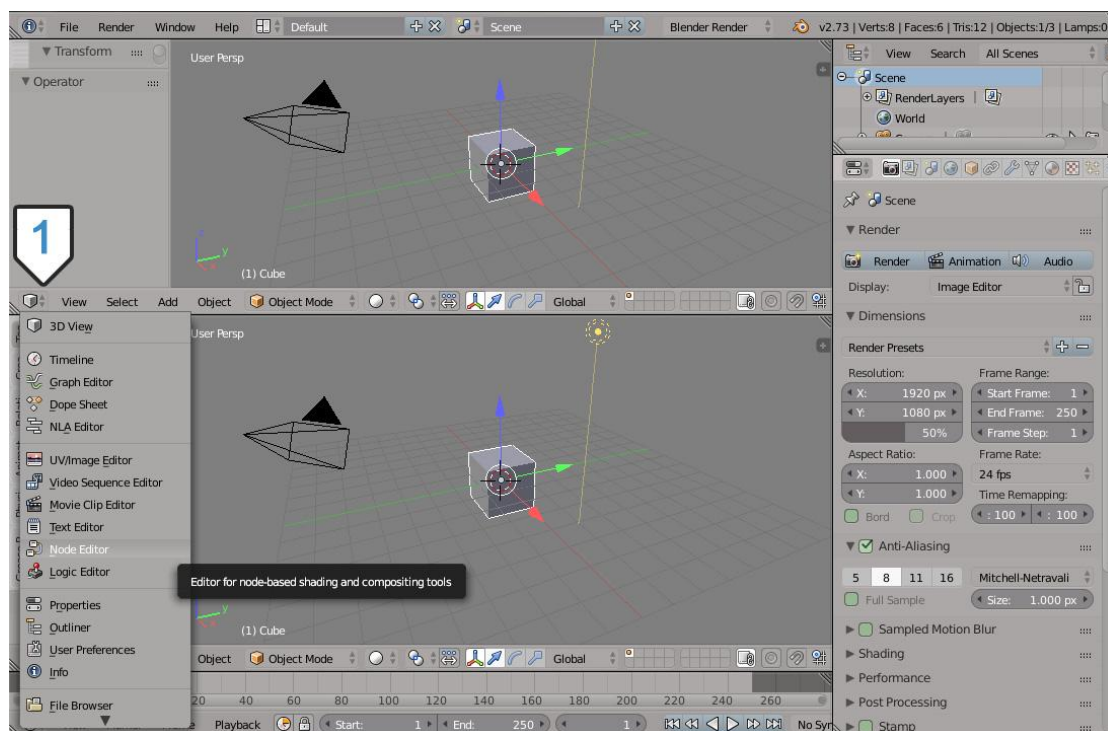 File Render Window Help Default Scene Blender Render v2.73 | Verts:8 | Faces:6 | Tris:12 | Objects:1/3 | Lamps:0
Transform
Operator
User Persp
(1) Cube
1
View Select Add Object Object Mode Global
3D View
Timeline
Graph Editor
Dope Sheet
NLA Editor
UV/Image Editor
Video Sequence Editor
Movie Clip Editor
Text Editor
Node Editor
Logic Editor
Properties
Outliner
User Preferences
Info
File Browser
User Persp
Editor for node-based shading and compositing tools
(1) Cube
Object Object Mode Global
20 40 60 80 100 120 140 160 180 200 220 240 260
Playback Start: 1 End: 250 1 No Syn
View Search All Scenes
Scene
RenderLayers
World
Scene
Render
Render Animation Audio
Display: Image Editor
Dimensions
Render Presets
Resolution: Frame Range:
X: 1920 px Start Frame: 1
Y: 1080 px End Frame: 250
50% Frame Step: 1
Aspect Ratio: Frame Rate:
X: 1.000 24 fps
Y: 1.000 Time Remapping:
Bord Crop : 100 : 100
Anti-Aliasing
5 8 11 16 Mitchell-Netravali
Full Sample Size: 1.000 px
Sampled Motion Blur
Shading
Performance
Post Processing
Stamp